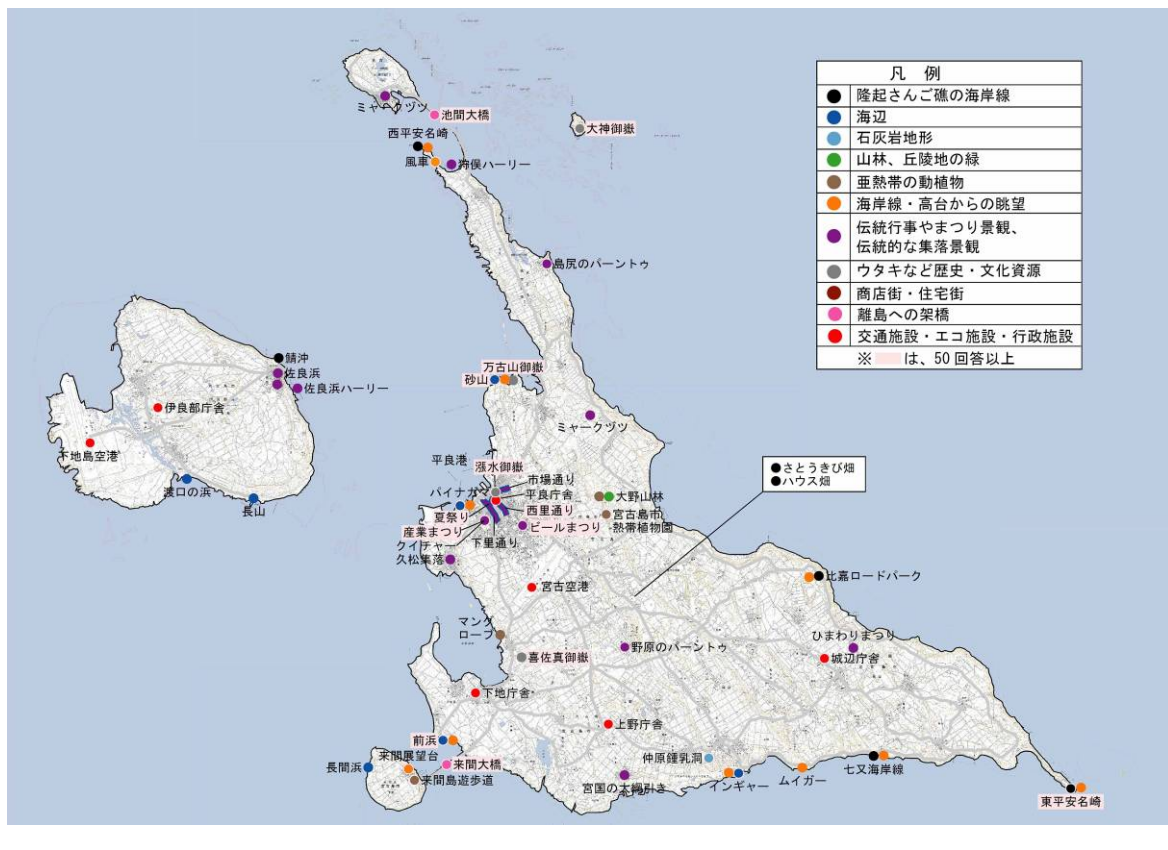 凡 例
隆起さんご礁の海岸線
海辺
石灰岩地形
山林、丘陵地の緑
亜熱帯の動植物
海岸線・高台からの眺望
伝統行事やまつり景観、
伝統的な集落景観
ウタキなど歴史・文化資源
商店街・住宅街
離島への架橋
交通施設・エコ施設・行政施設
※ は、50回答以上
ミャークヅツ
池間大橋
大神御嶽
西平安名崎
風車
狩俣ハーリー
島尻のパーントゥ
鯖沖
佐良浜
佐良浜ハーリー
伊良部庁舎
下地島空港
渡口の浜
長山
万古山御嶽
砂山
ミャークヅツ
漲水御嶽
平良港
市場通り
パイナガマ
平良庁舎
夏祭り
西里通り
産業まつり
ビールまつり
クイチャー
下里通り
久松集落
大野山林
宮古島市
熱帯植物園
さとうきび畑
ハウス畑
宮古空港
比嘉ロードパーク
マング
ローブ
野原のパーントゥ
ひまわりまつり
城辺庁舎
喜佐真御嶽
下地庁舎
上野庁舎
前浜
来間展望台
長間浜
来間大橋
来間島遊歩道
仲原鍾乳洞
宮国の大綱引き
インギャー
ムイガー
七又海岸線
東平安名崎